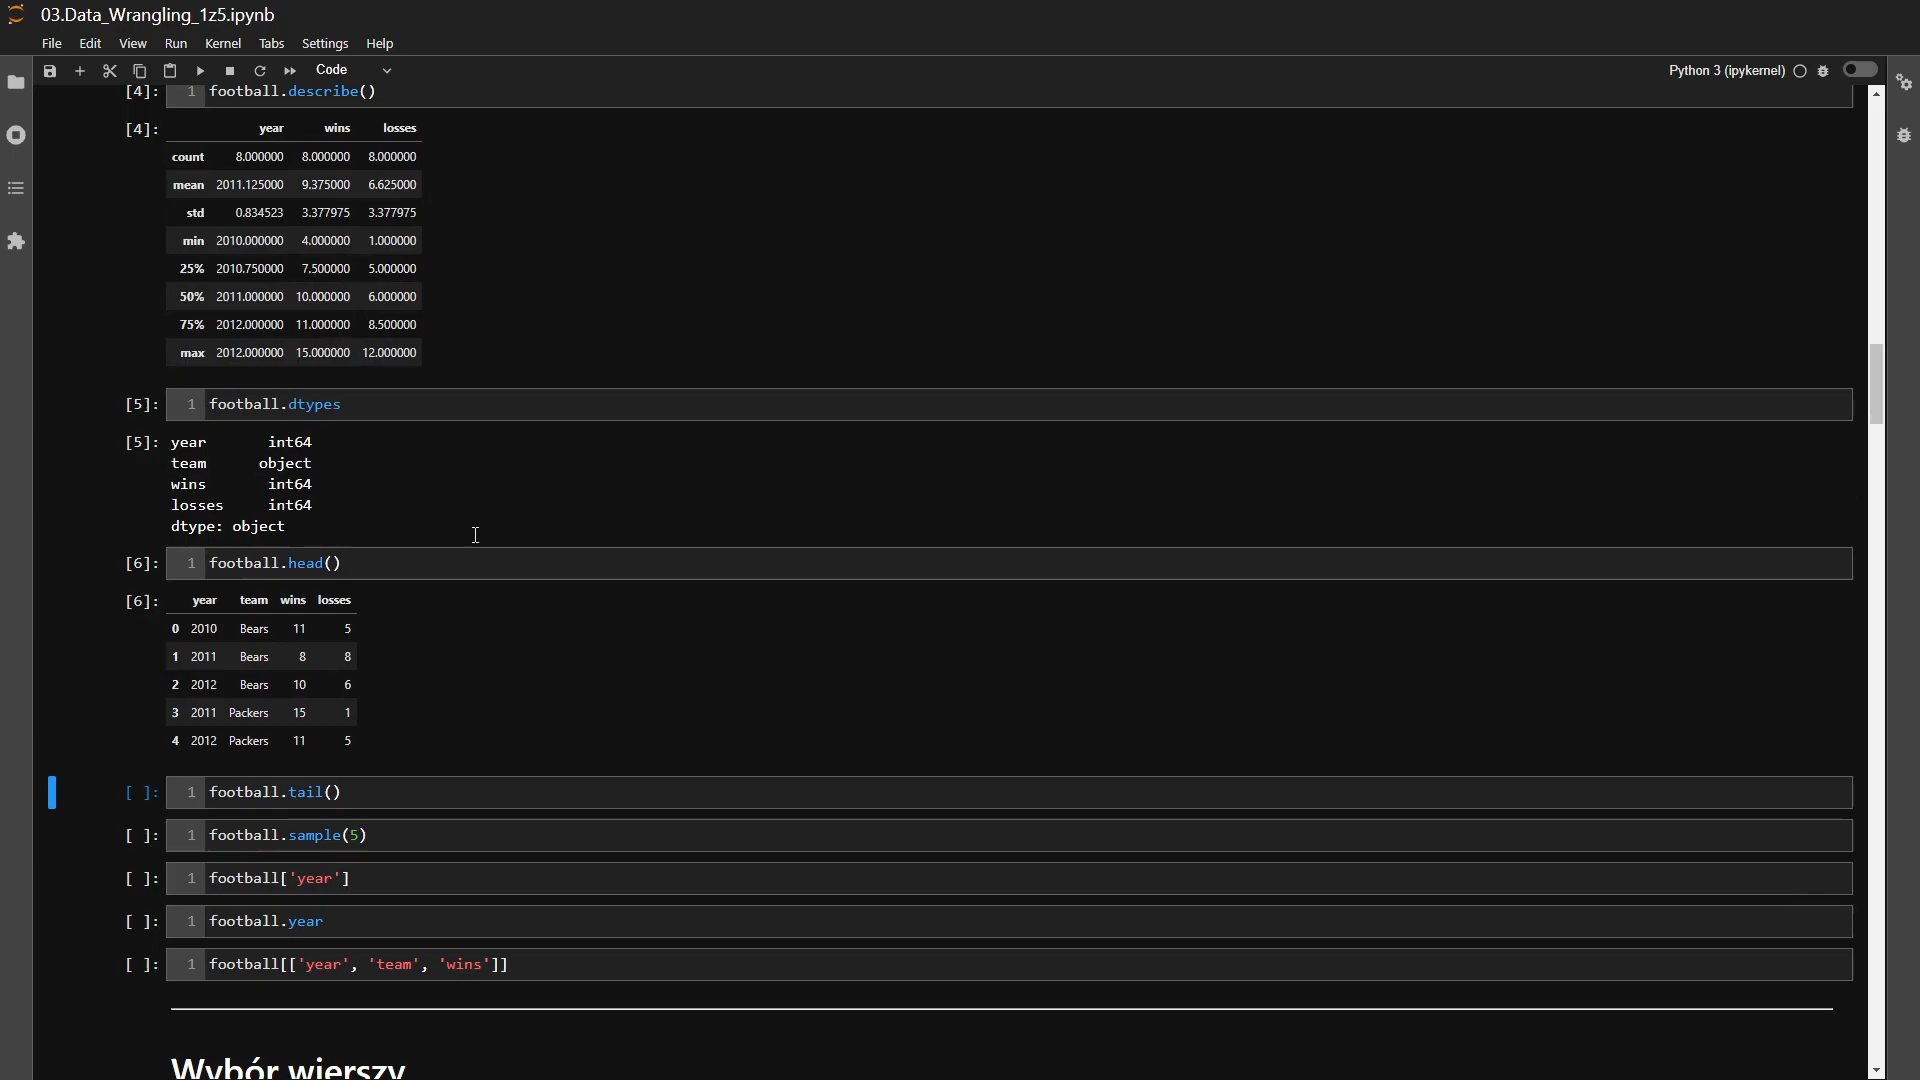 03.Data_Wrangling_1z5.ipynb
File Edit View Run Kernel Tabs Settings Help
Code
Python 3 (ipykernel)
[4]: 1 football.describe()
[4]: year wins losses
count 8.000000 8.000000 8.000000
mean 2011.125000 9.375000 6.625000
std 0.834523 3.377975 3.377975
min 2010.000000 4.000000 1.000000
25% 2010.750000 7.500000 5.000000
50% 2011.000000 10.000000 6.000000
75% 2012.000000 11.000000 8.500000
max 2012.000000 15.000000 12.000000
[5]: 1 football.dtypes
[5]: year int64
team object
wins int64
losses int64
dtype: object
[6]: 1 football.head()
[6]: year team wins losses
0 2010 Bears 11 5
1 2011 Bears 8 8
2 2012 Bears 10 6
3 2011 Packers 15 1
4 2012 Packers 11 5
[ ]: 1 football.tail()
[ ]: 1 football.sample(5)
[ ]: 1 football['year']
[ ]: 1 football.year
[ ]: 1 football[['year', 'team', 'wins']]
Wybór wierszy